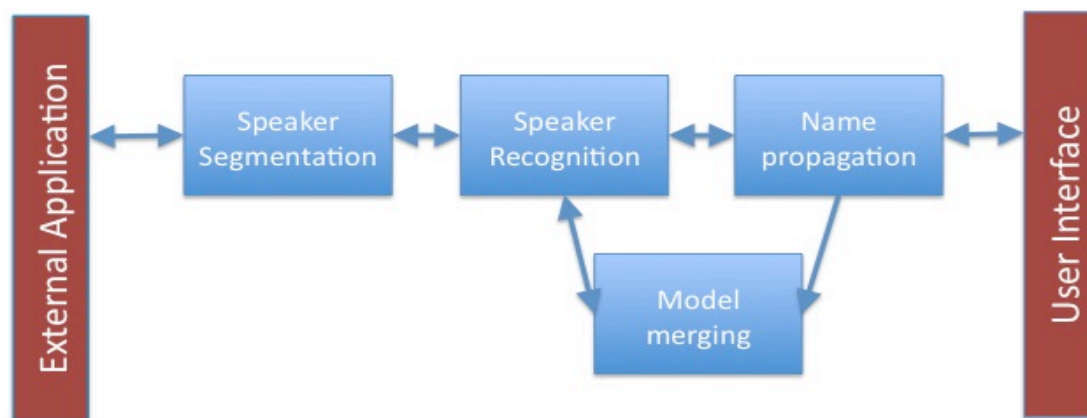 External Application
Speaker
Segmentation
Speaker
Recognition
Name
propagation
Model
merging
User Interface